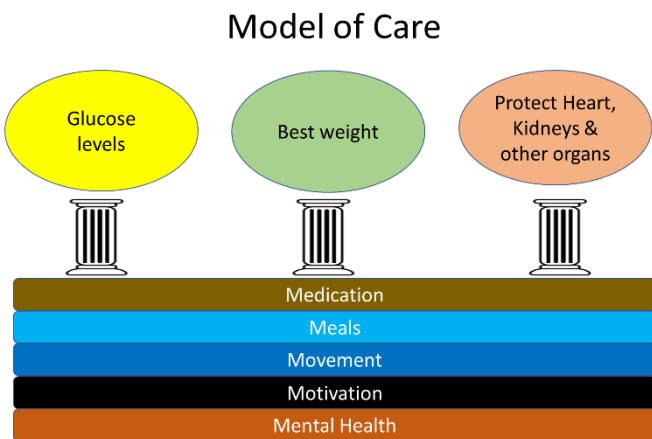 Model of Care
Glucose
levels
Best weight
Protect Heart,
Kidneys &
other organs
Medication
Meals
Movement
Motivation
Mental Health